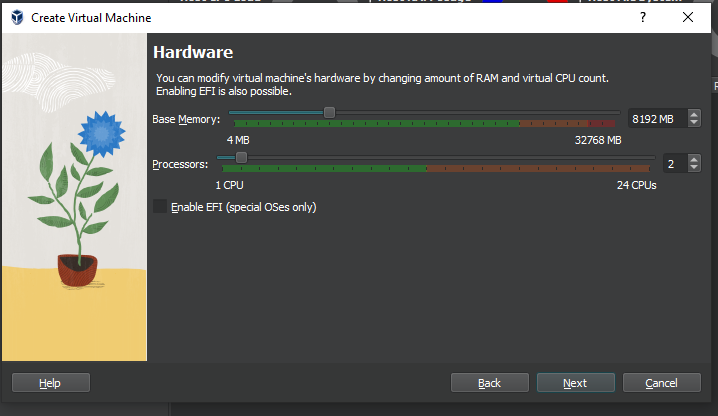 Create Virtual Machine
?
Hardware
You can modify virtual machine's hardware by changing amount of RAM and virtual CPU count.
Enabling EFI is also possible.
Base Memory: 8192 MB
4 MB 32768 MB
Processors: 2
1 CPU 24 CPUs
Enable EFI (special OSes only)
Help Back Next Cancel